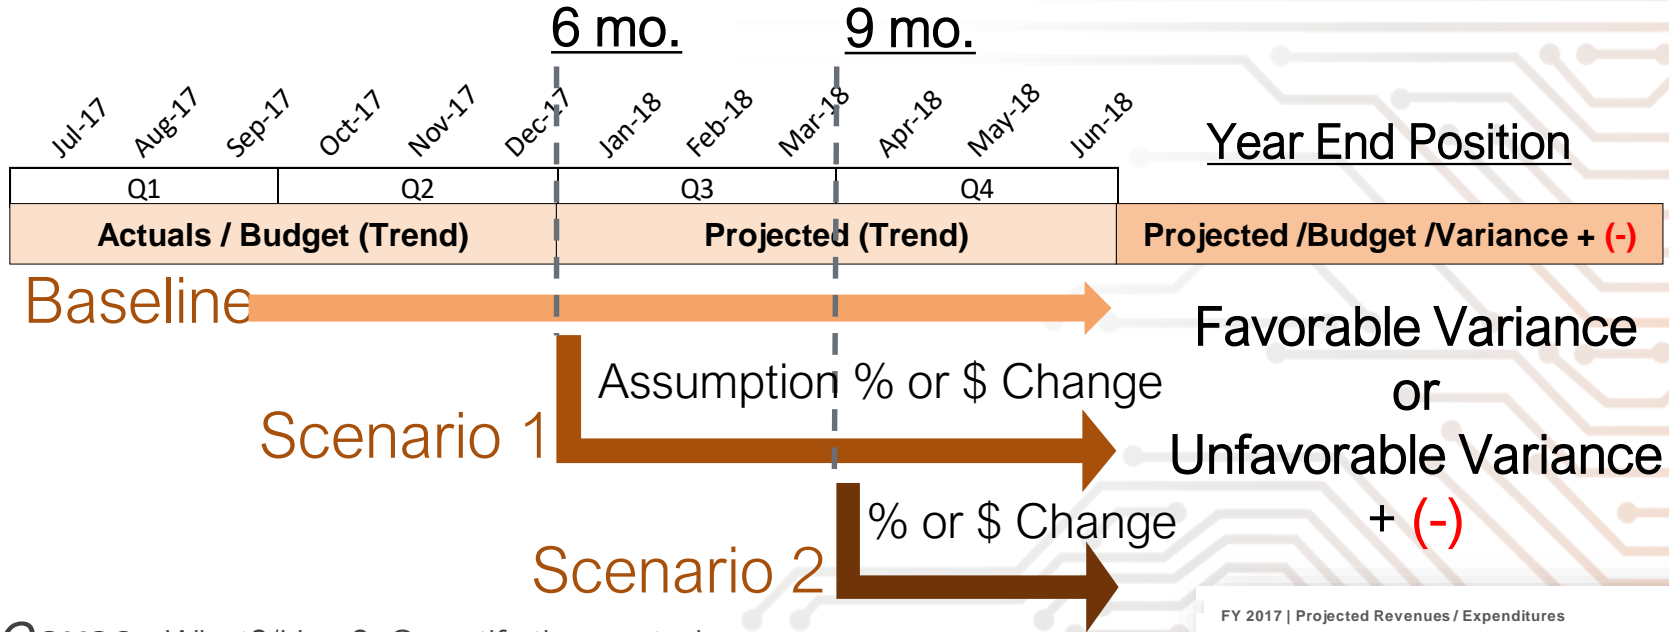 6 mo. 9 mo.
Jul-17 Aug-17 Sep-17 Oct-17 Nov-17 Dec-17 Jan-18 Feb-18 Mar-18 Apr-18 May-18 Jun-18
Year End Position
Q1 Q2 Q3 Q4
Actuals / Budget (Trend) Projected (Trend) Projected /Budget /Variance + (-)
Baseline
Favorable Variance
or
Unfavorable Variance
+ (-)
Assumption % or $ Change
Scenario 1
% or $ Change
Scenario 2
FY 2017 | Projected Revenues / Expenditures